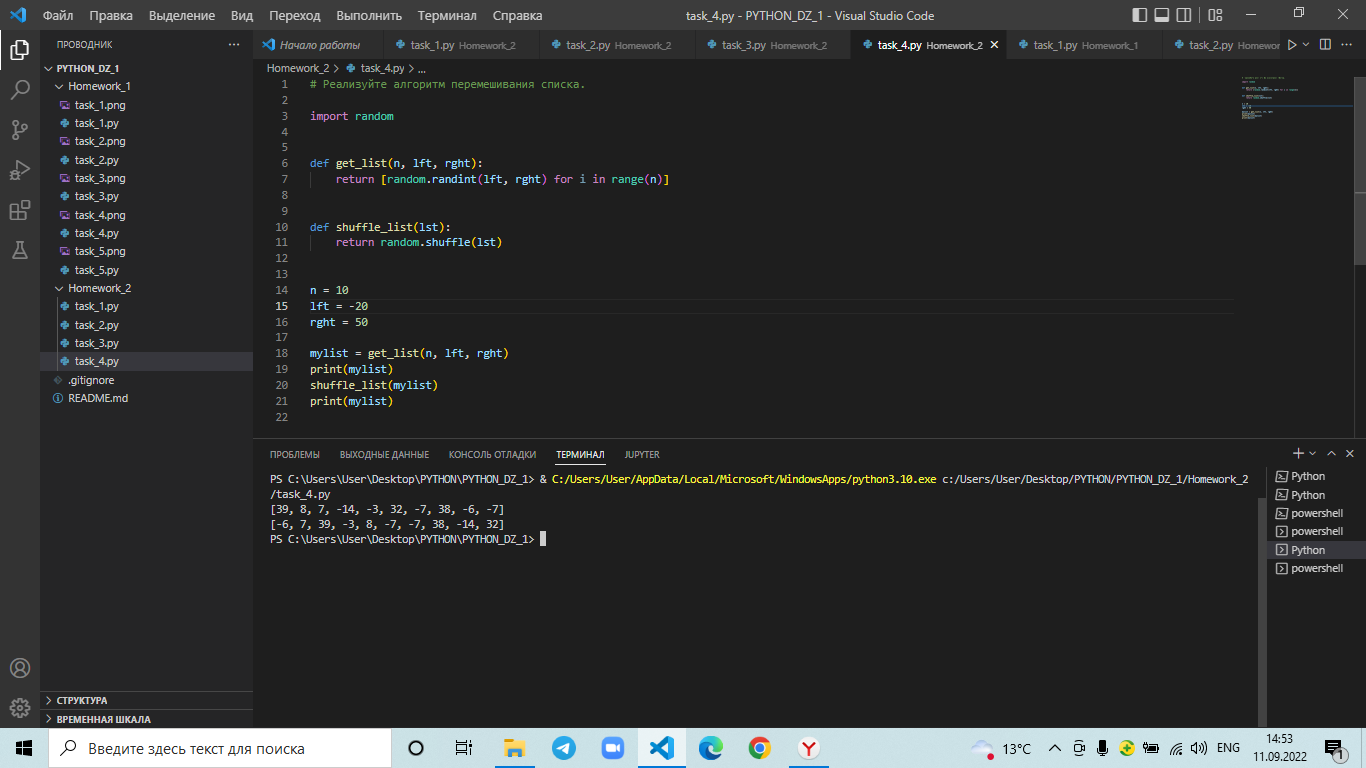 Файл Правка Выделение Вид Переход Выполнить Терминал Справка task_4.py - PYTHON_DZ_1 - Visual Studio Code
ПРОВОДНИК ···
PYTHON_DZ_1
Homework_1
task_1.png
task_1.py
task_2.png
task_2.py
task_3.png
task_3.py
task_4.png
task_4.py
task_5.png
task_5.py
Homework_2
task_1.py
task_2.py
task_3.py
task_4.py
.gitignore
README.md
СТРУКТУРА
ВРЕМЕННАЯ ШКАЛА
Начало работы task_1.py Homework_2 task_2.py Homework_2 task_3.py Homework_2 task_4.py Homework_2 task_1.py Homework_1 task_2.py Homewor
Homework_2 > task_4.py > ...
1 # Реализуйте алгоритм перемешивания списка.
2
3 import random
4
5
6 def get_list(n, lft, rght):
7 return [random.randint(lft, rght) for i in range(n)]
8
9
10 def shuffle_list(lst):
11 return random.shuffle(lst)
12
13
14 n = 10
15 lft = -20
16 rght = 50
17
18 mylist = get_list(n, lft, rght)
19 print(mylist)
20 shuffle_list(mylist)
21 print(mylist)
22
ПРОБЛЕМЫ ВЫХОДНЫЕ ДАННЫЕ КОНСОЛЬ ОТЛАДКИ ТЕРМИНАЛ JUPYTER
PS C:\Users\User\Desktop\PYTHON\PYTHON_DZ_1> & C:/Users/User/AppData/Local/Microsoft/WindowsApps/python3.10.exe c:/Users/User/Desktop/PYTHON/PYTHON_DZ_1/Homework_2
/task_4.py
[39, 8, 7, -14, -3, 32, -7, 38, -6, -7]
[-6, 7, 39, -3, 8, -7, -7, 38, -14, 32]
PS C:\Users\User\Desktop\PYTHON\PYTHON_DZ_1>
Python
Python
powershell
powershell
Python
powershell
Введите здесь текст для поиска
13°C
ENG
14:53
11.09.2022
1